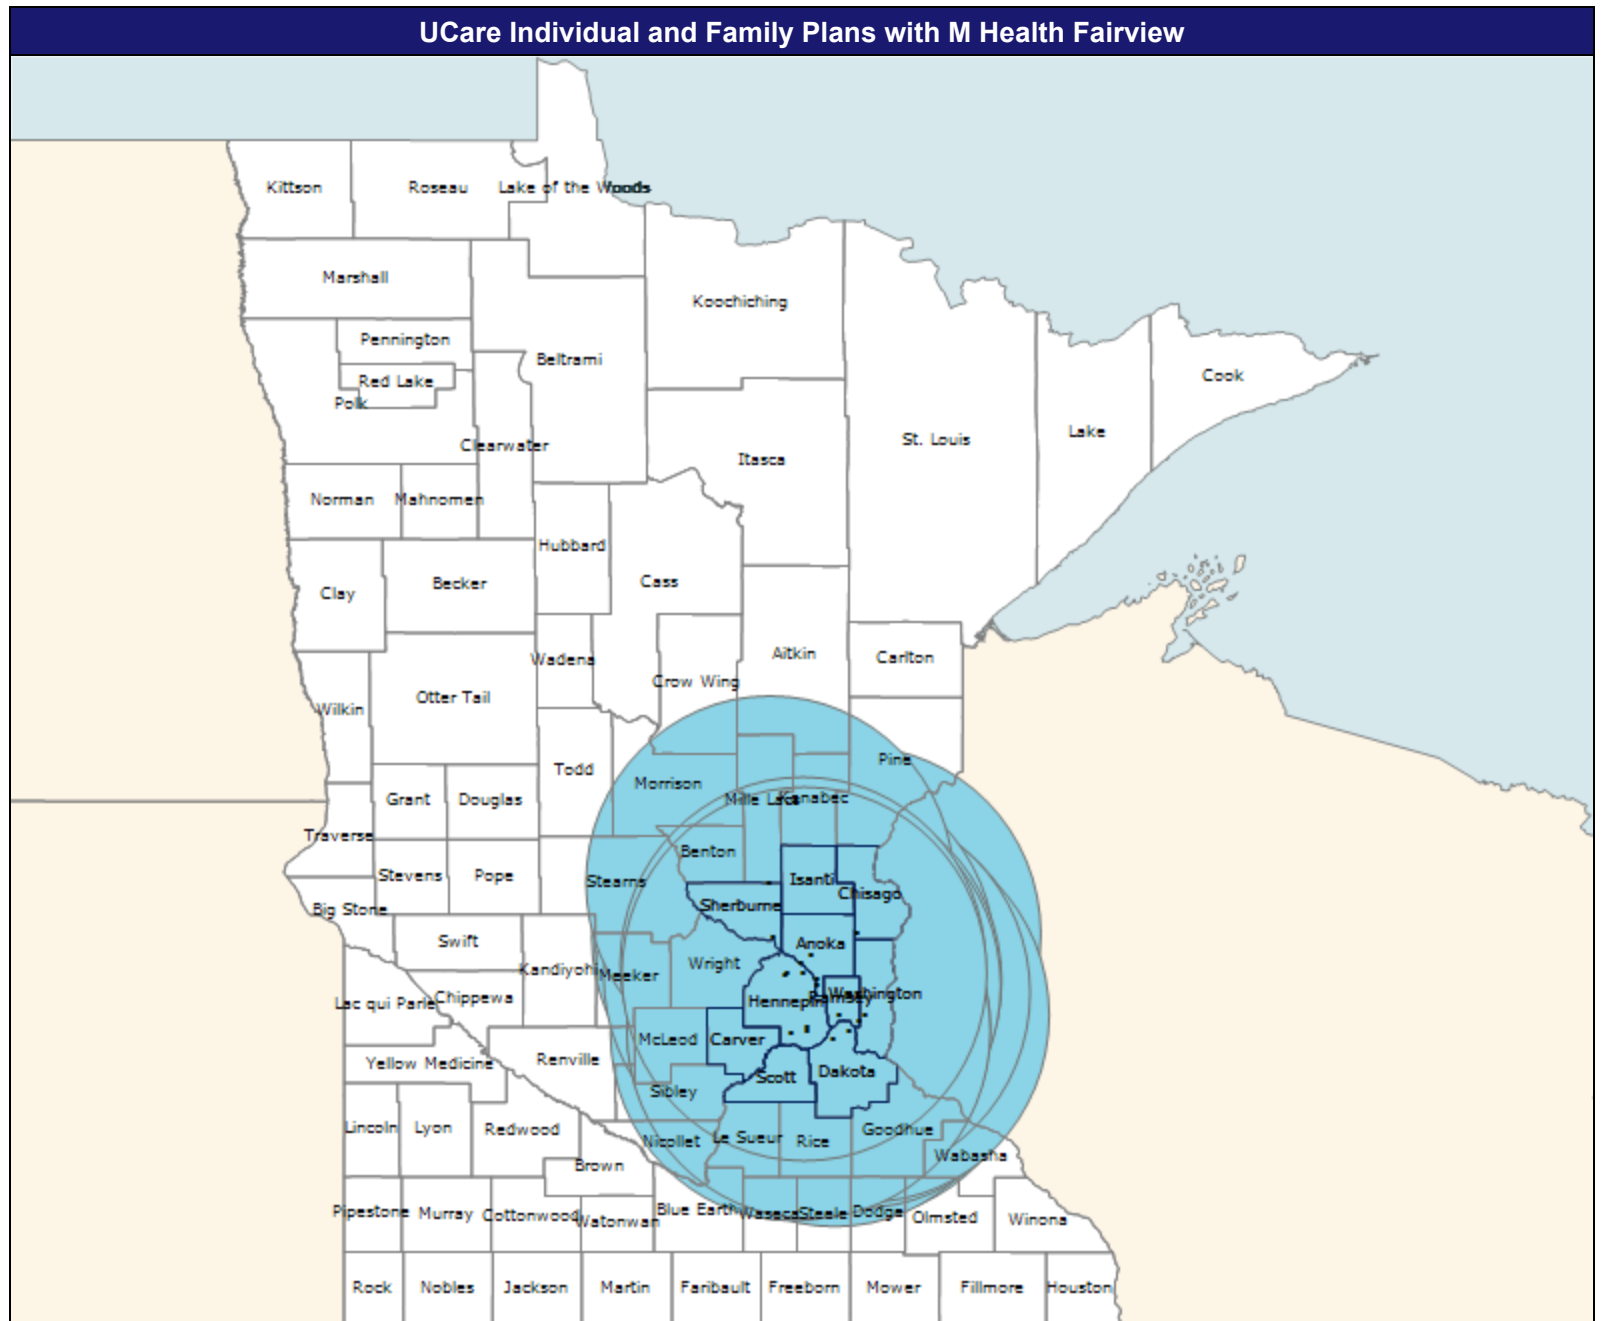 UCare Individual and Family Plans with M Health Fairview
Kittson
Roseau
Lake of the Woods
Marshall
Koochiching
Pennington
Beltrami
Red Lake
Polk
Cook
Lake
St. Louis
Clearwater
Itasca
Norman
Mahnomen
Hubbard
Cass
Becker
Clay
Wadena
Aitkin
Carlton
Crow Wing
Otter Tail
Wilkin
Pine
Todd
Morrison
Grant
Douglas
Mille Lacs
Kanabec
Traverse
Benton
Stevens
Pope
Stearns
Isanti
Chisago
Sherburne
Big Stone
Swift
Anoka
Kandiyohi
Meeker
Wright
Lac qui Parle
Chippewa
Hennepin
Ramsey
Washington
McLeod
Carver
Renville
Yellow Medicine
Scott
Dakota
Sibley
Lincoln
Lyon
Redwood
Nicollet
Le Sueur
Rice
Goodhue
Wabasha
Brown
Pipestone
Murray
Cottonwood
Watonwan
Blue Earth
Waseca
Steele
Dodge
Olmsted
Winona
Rock
Nobles
Jackson
Martin
Faribault
Freeborn
Mower
Fillmore
Houston